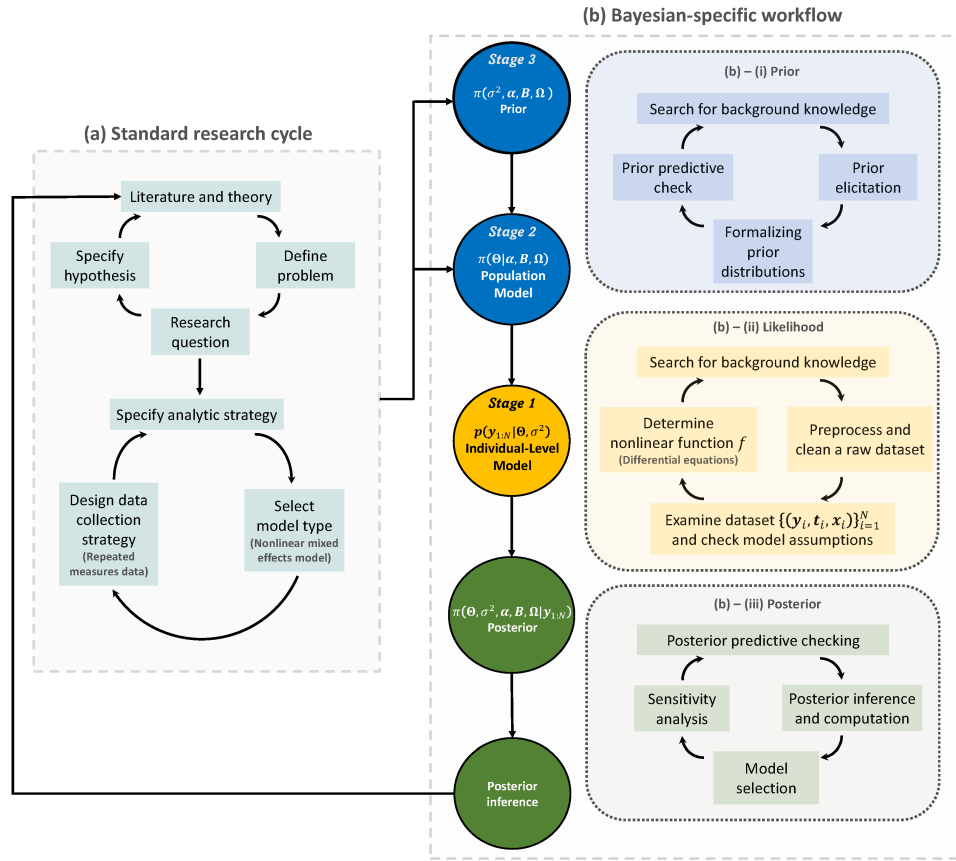 (b) Bayesian-specific workflow
(a) Standard research cycle
Literature and theory
Specify
hypothesis
Define
problem
Research
question
Specify analytic strategy
Design data
collection
strategy
(Repeated
measures data)
Select
model type
(Nonlinear mixed
effects model)
Stage 3
π(σ², α, B, Ω )
Prior
Stage 2
π(Θ|α, B, Ω)
Population
Model
Stage 1
p(y₁:N|Θ, σ²)
Individual-Level
Model
π(Θ, σ², α, B, Ω|y₁:N)
Posterior
Posterior
inference
(b) – (i) Prior
Search for background knowledge
Prior predictive
check
Prior
elicitation
Formalizing
prior
distributions
(b) – (ii) Likelihood
Search for background knowledge
Determine
nonlinear function f
(Differential equations)
Preprocess and
clean a raw dataset
Examine dataset {(yᵢ, tᵢ, xᵢ)}ᵢ₌₁ᴺ
and check model assumptions
(b) – (iii) Posterior
Posterior predictive checking
Sensitivity
analysis
Posterior inference
and computation
Model
selection